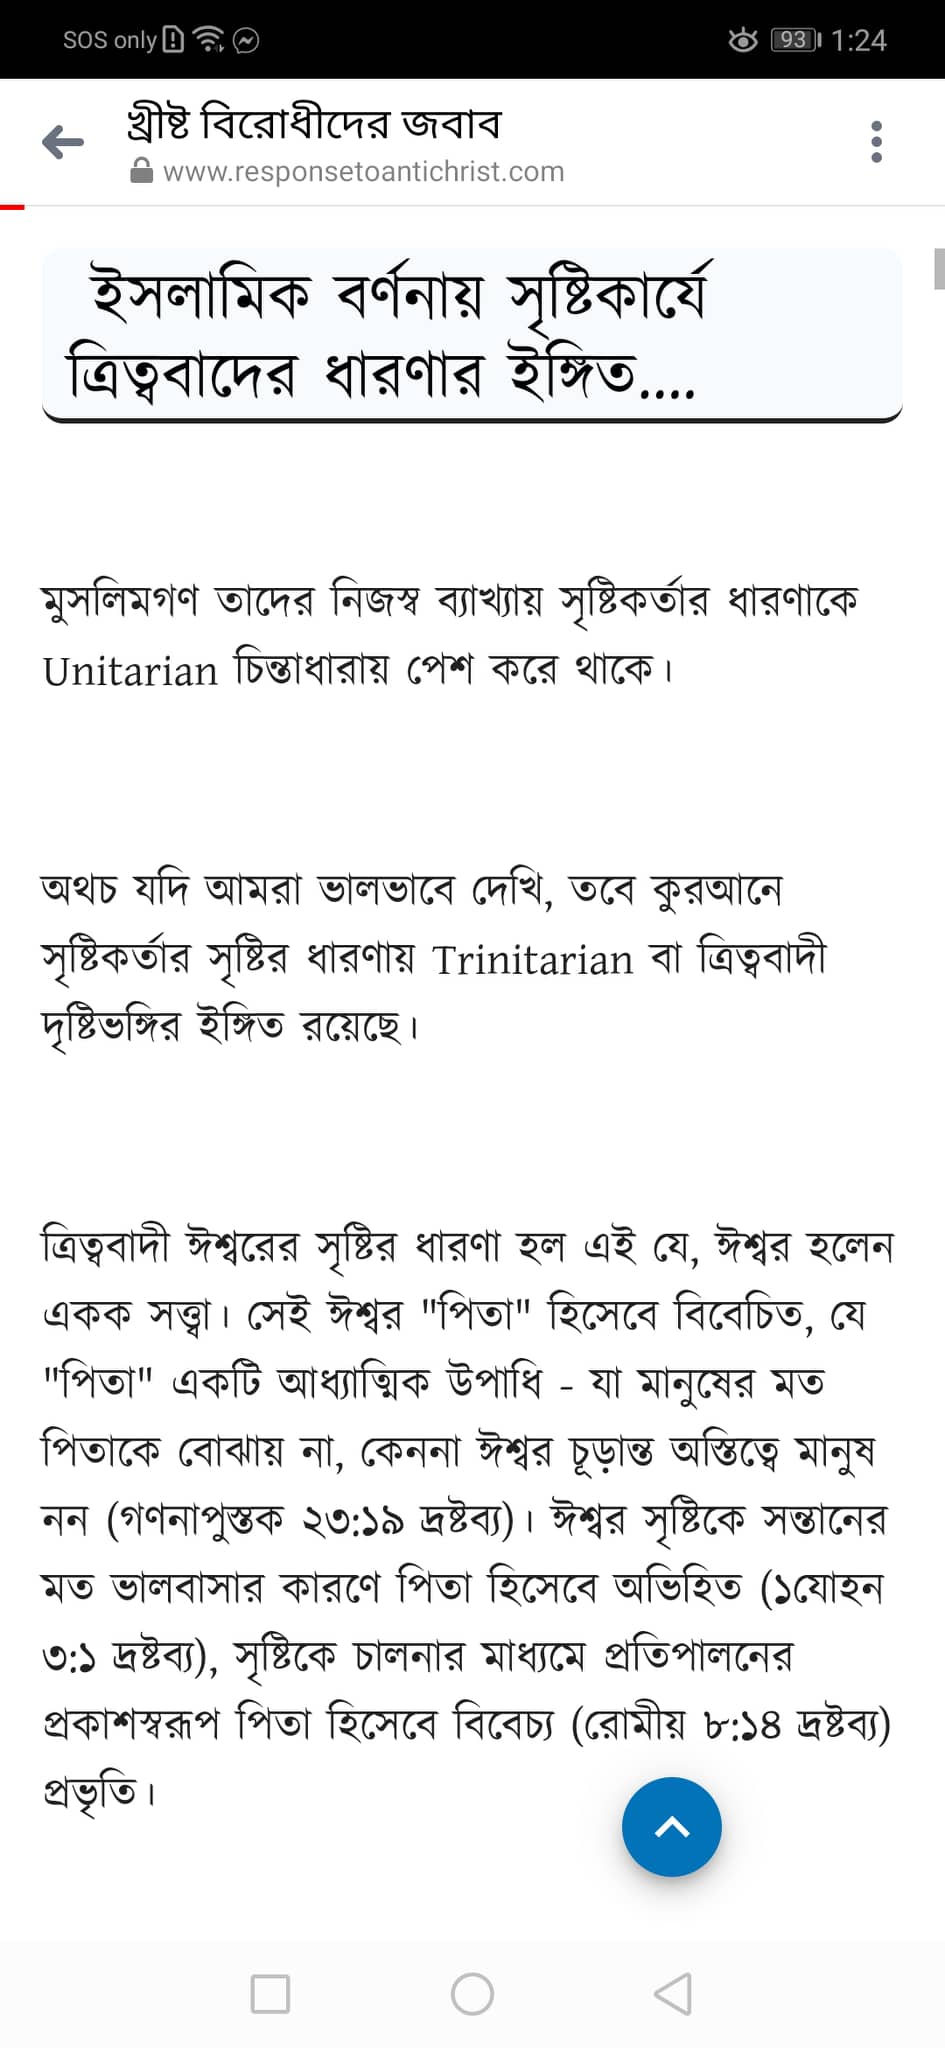 SOS only
93 1:24
খ্রীষ্ট বিরোধীদের জবাব
www.responsetoantichrist.com
ইসলামিক বর্ণনায় সৃষ্টিকার্যে
ত্রিত্ববাদের ধারণার ইঙ্গিত....
মুসলিমগণ তাদের নিজস্ব ব্যাখ্যায় সৃষ্টিকর্তার ধারণাকে
Unitarian চিন্তাধারায় পেশ করে থাকে।
অথচ যদি আমরা ভালভাবে দেখি, তবে কুরআনে
সৃষ্টিকর্তার সৃষ্টির ধারণায় Trinitarian বা ত্রিত্ববাদী
দৃষ্টিভঙ্গির ইঙ্গিত রয়েছে।
ত্রিত্ববাদী ঈশ্বরের সৃষ্টির ধারণা হল এই যে, ঈশ্বর হলেন
একক সত্ত্বা। সেই ঈশ্বর "পিতা" হিসেবে বিবেচিত, যে
"পিতা" একটি আধ্যাত্মিক উপাধি - যা মানুষের মত
পিতাকে বোঝায় না, কেননা ঈশ্বর চূড়ান্ত অস্তিত্বে মানুষ
নন (গণনাপুস্তক ২৩:১৯ দ্রষ্টব্য)। ঈশ্বর সৃষ্টিকে সন্তানের
মত ভালবাসার কারণে পিতা হিসেবে অভিহিত (১যোহন
৩:১ দ্রষ্টব্য), সৃষ্টিকে চালনার মাধ্যমে প্রতিপালনের
প্রকাশস্বরূপ পিতা হিসেবে বিবেচ্য (রোমীয় ৮:১৪ দ্রষ্টব্য)
প্রভৃতি।